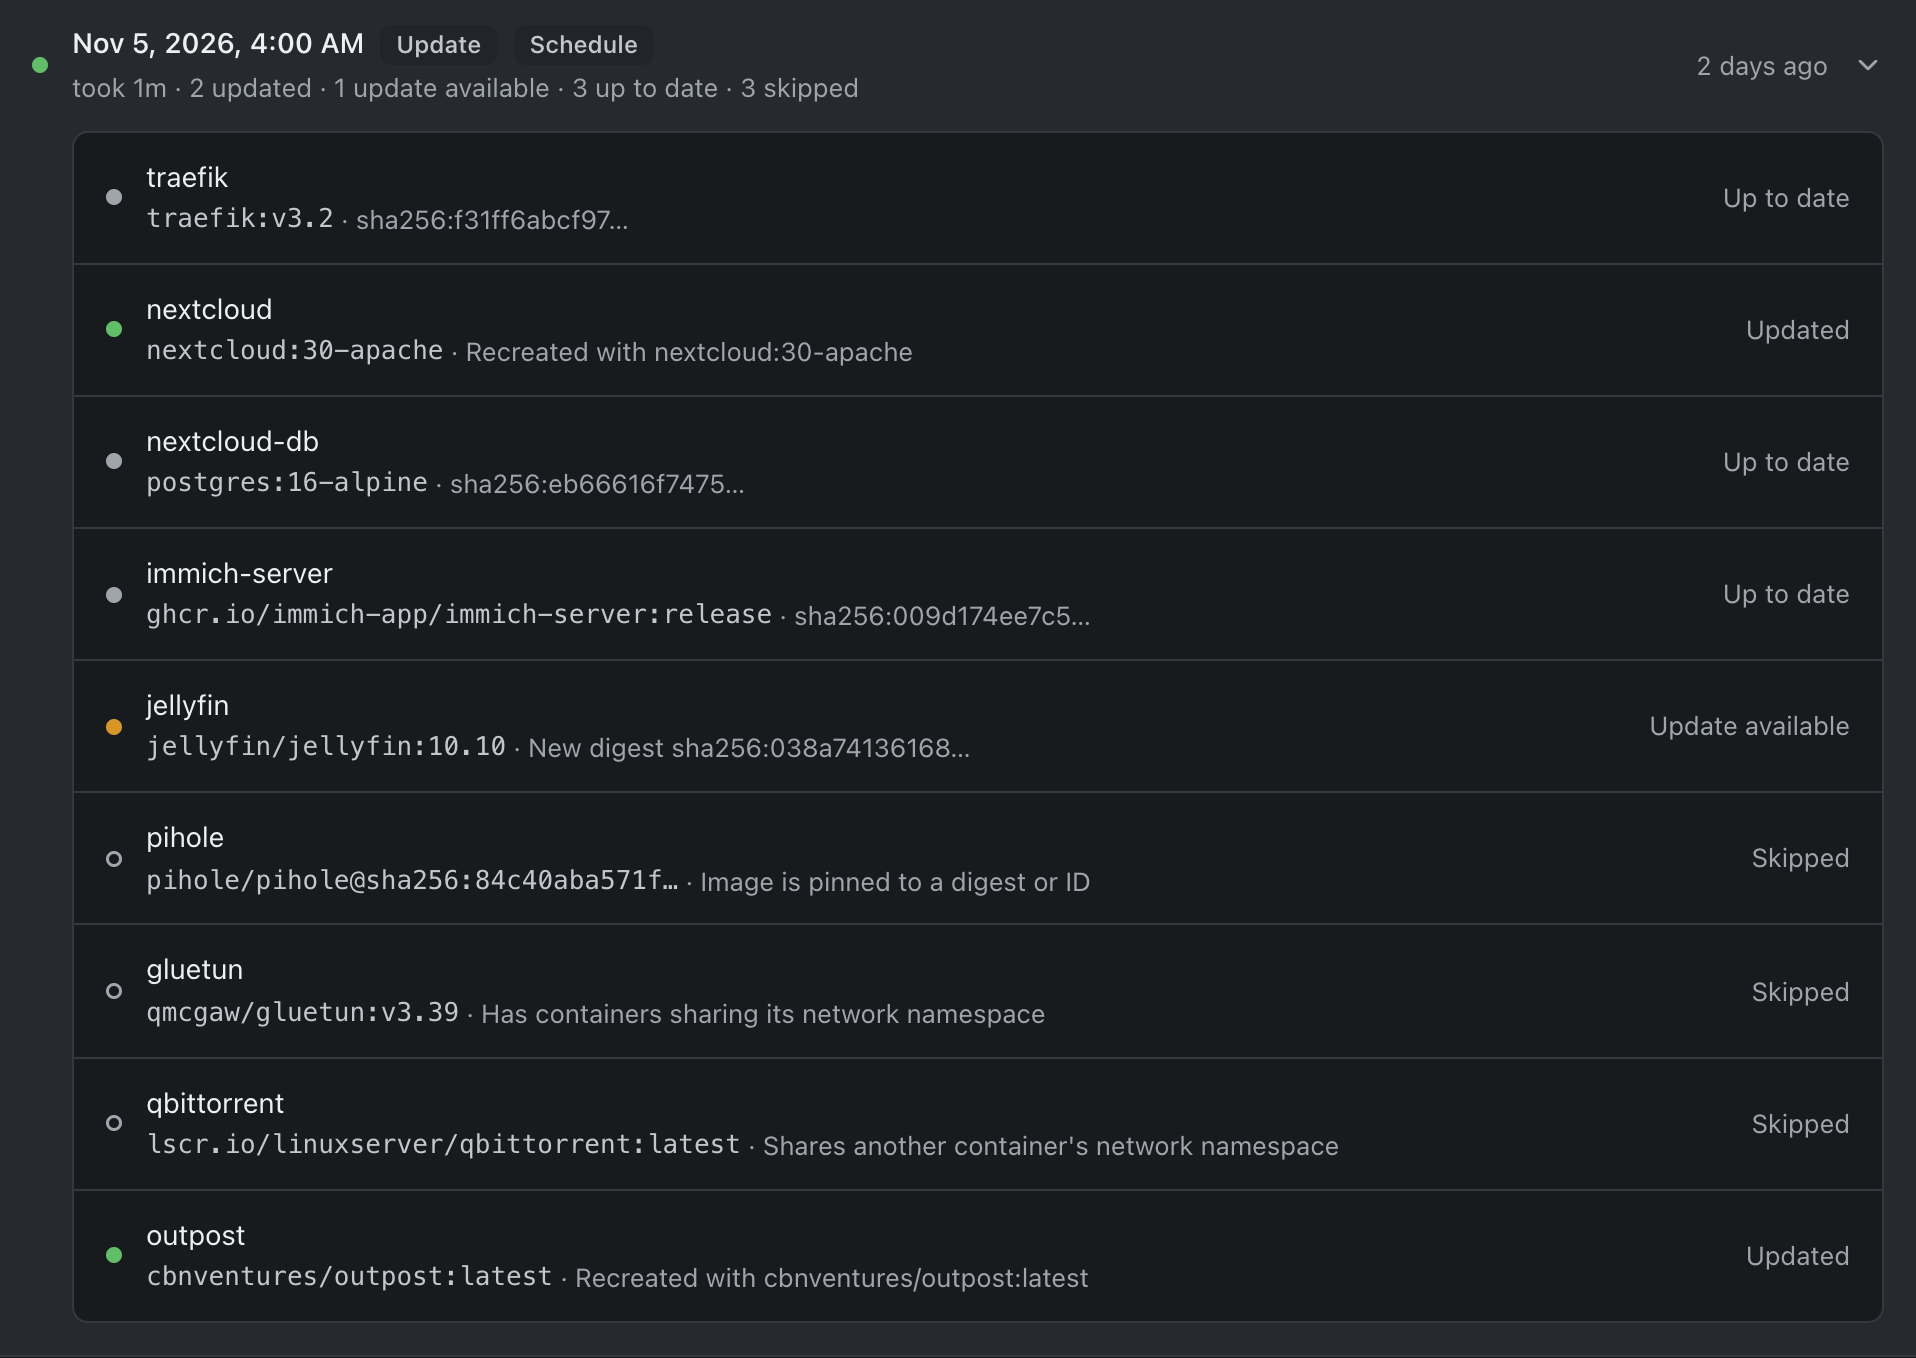 Nov 5, 2026, 4:00 AM Update Schedule
took 1m · 2 updated · 1 update available · 3 up to date · 3 skipped
2 days ago
traefik
traefik:v3.2 · sha256:f31ff6abcf97…
Up to date
nextcloud
nextcloud:30-apache · Recreated with nextcloud:30-apache
Updated
nextcloud-db
postgres:16-alpine · sha256:eb66616f7475…
Up to date
immich-server
ghcr.io/immich-app/immich-server:release · sha256:009d174ee7c5…
Up to date
jellyfin
jellyfin/jellyfin:10.10 · New digest sha256:038a74136168…
Update available
pihole
pihole/pihole@sha256:84c40aba571f… · Image is pinned to a digest or ID
Skipped
gluetun
qmcgaw/gluetun:v3.39 · Has containers sharing its network namespace
Skipped
qbittorrent
lscr.io/linuxserver/qbittorrent:latest · Shares another container's network namespace
Skipped
outpost
cbnventures/outpost:latest · Recreated with cbnventures/outpost:latest
Updated